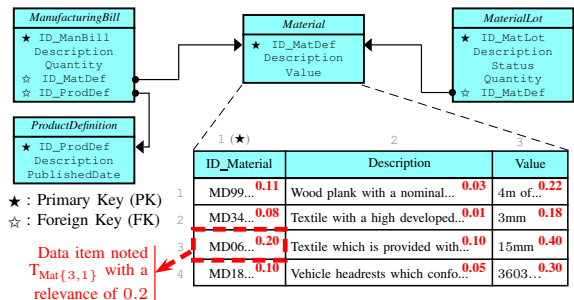 ManufacturingBill
★ ID_ManBill
Description
Quantity
☆ ID_MatDef
☆ ID_ProdDef
Material
★ ID_MatDef
Description
Value
MaterialLot
★ ID_MatLot
Description
Status
Quantity
☆ ID_MatDef
ProductDefinition
★ ID_ProdDef
Description
PublishedDate
★ : Primary Key (PK)
☆ : Foreign Key (FK)
Data item noted
T_Mat{3,1} with a
relevance of 0.2
1 (★) 2 3
ID_Material Description Value
1 MD99...0.11 Wood plank with a nominal...0.03 4m of...0.22
2 MD34...0.08 Textile with a high developed...0.01 3mm 0.18
3 MD06...0.20 Textile which is provided with...0.10 15mm 0.40
4 MD18...0.10 Vehicle headrests which confo...0.05 3603...0.30